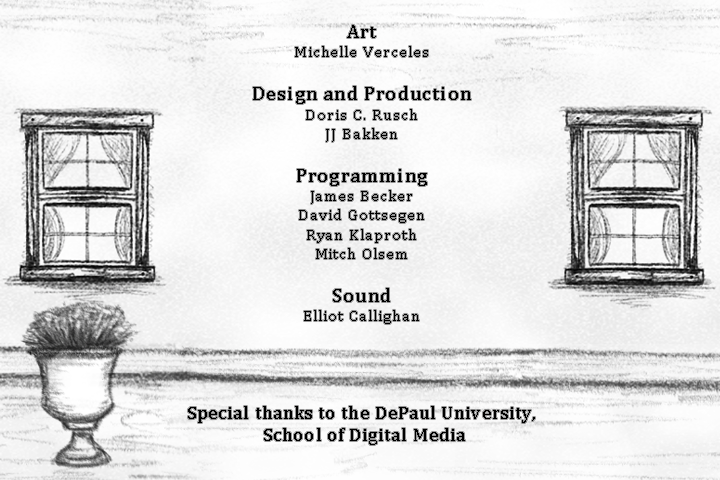 Art
Michelle Verceles
Design and Production
Doris C. Rusch
JJ Bakken
Programming
James Becker
David Gottsegen
Ryan Klaproth
Mitch Olsem
Sound
Elliot Callighan
Special thanks to the DePaul University,
School of Digital Media